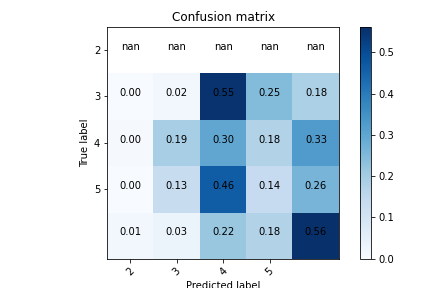 Confusion matrix
2 nan nan nan nan nan
3 0.00 0.02 0.55 0.25 0.18
4 0.00 0.19 0.30 0.18 0.33
5 0.00 0.13 0.46 0.14 0.26
0.01 0.03 0.22 0.18 0.56
2 3 4 5
True label
Predicted label
0.5
0.4
0.3
0.2
0.1
0.0